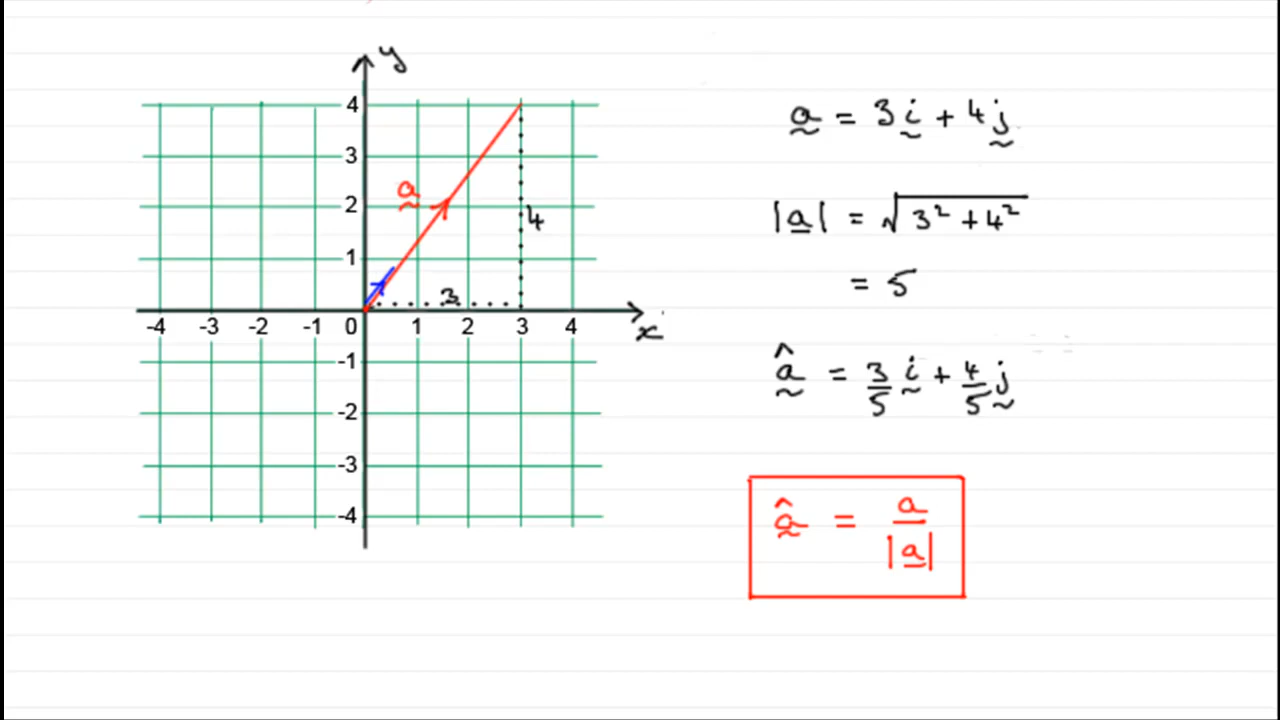 y
4
3
2
1
a
4
3
-4 -3 -2 -1 0 1 2 3 4
x
-1
-2
-3
-4
a = 3i + 4j
|a| = √3² + 4²
= 5
â = 3/5 i + 4/5 j
â = a/|a|